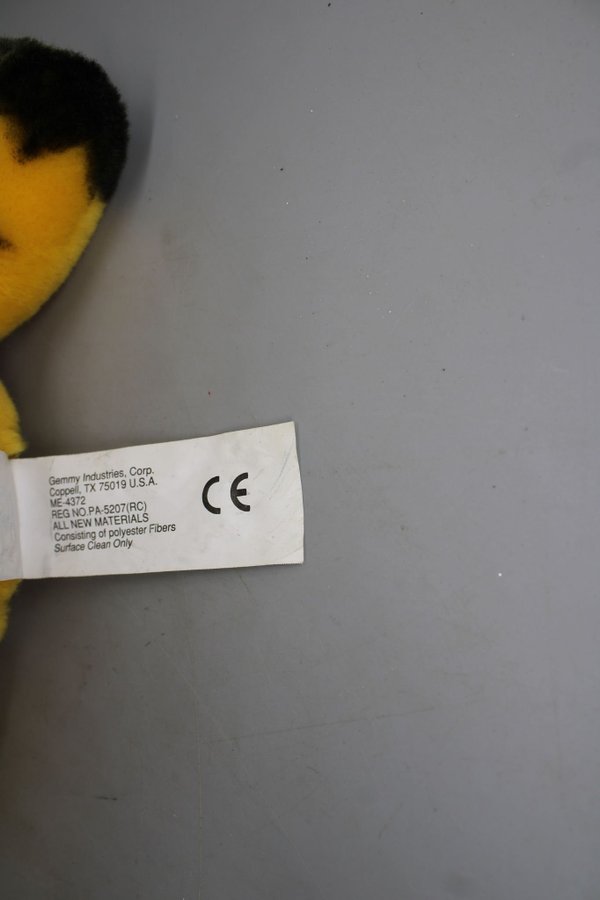 Gemmy Industries, Corp.
Coppell, TX 75019 U.S.A.
ME-4372
REG NO.PA-5207(RC)
ALL NEW MATERIALS
Consisting of polyester Fibers
Surface Clean Only
CE